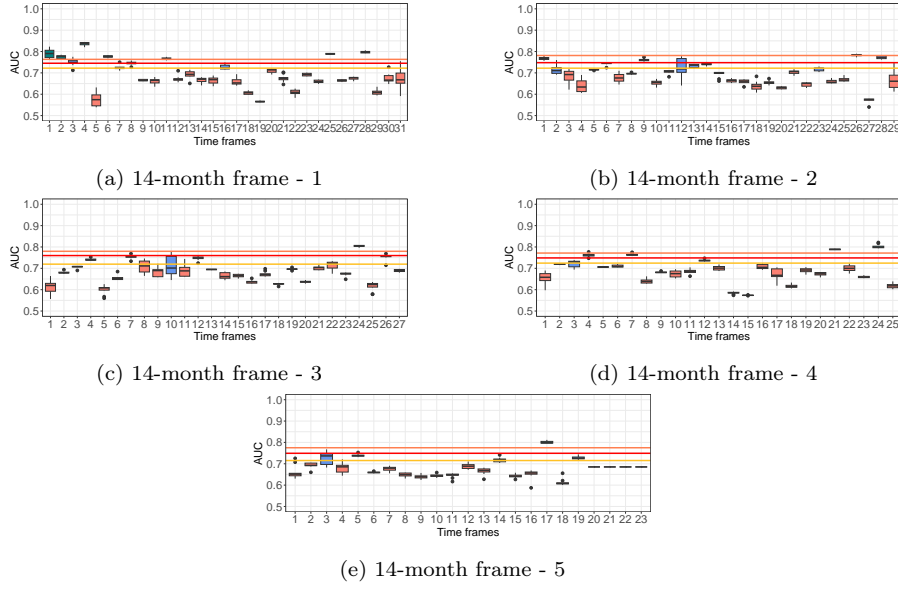 1.0
0.9
0.8
0.7
0.6
0.5
AUC
1 2 3 4 5 6 7 8 9 10 11 12 13 14 15 16 17 18 19 20 21 22 23 24 25 26 27 28 29 30 31
Time frames
(a) 14-month frame - 1
1.0
0.9
0.8
0.7
0.6
0.5
AUC
1 2 3 4 5 6 7 8 9 10 11 12 13 14 15 16 17 18 19 20 21 22 23 24 25 26 27 28 29
Time frames
(b) 14-month frame - 2
1.0
0.9
0.8
0.7
0.6
0.5
AUC
1 2 3 4 5 6 7 8 9 10 11 12 13 14 15 16 17 18 19 20 21 22 23 24 25 26 27
Time frames
(c) 14-month frame - 3
1.0
0.9
0.8
0.7
0.6
0.5
AUC
1 2 3 4 5 6 7 8 9 10 11 12 13 14 15 16 17 18 19 20 21 22 23 24 25
Time frames
(d) 14-month frame - 4
1.0
0.9
0.8
0.7
0.6
0.5
AUC
1 2 3 4 5 6 7 8 9 10 11 12 13 14 15 16 17 18 19 20 21 22 23
Time frames
(e) 14-month frame - 5